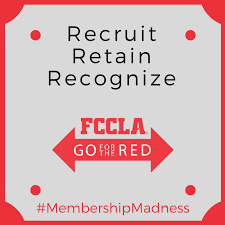 Recruit
Retain
Recognize
FCCLA
GO FOR THE RED
#MembershipMadness